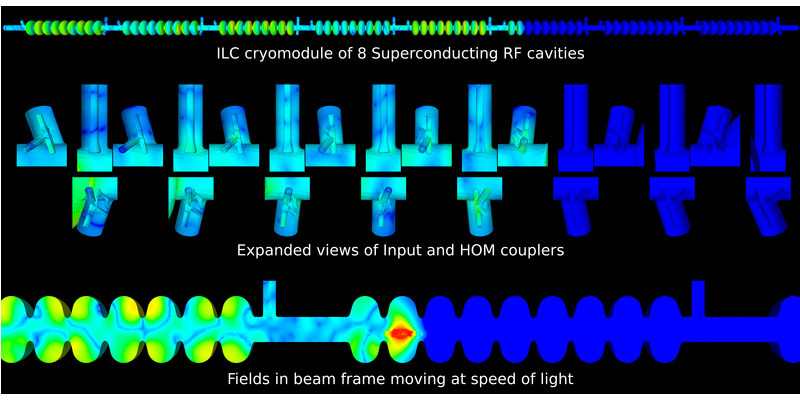 ILC cryomodule of 8 Superconducting RF cavities
Expanded views of Input and HOM couplers
Fields in beam frame moving at speed of light